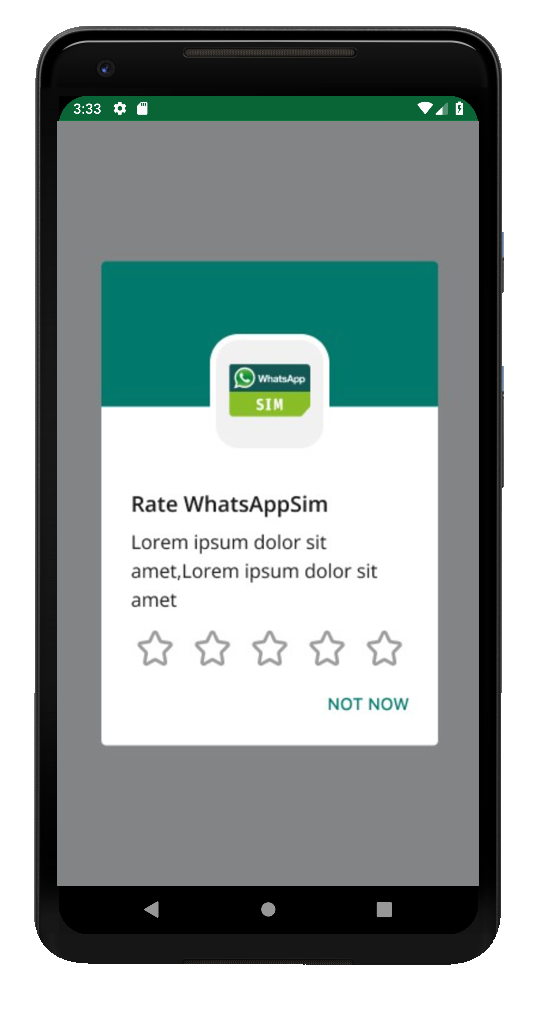 3:33
WhatsApp
SIM
Rate WhatsAppSim
Lorem ipsum dolor sit
amet,Lorem ipsum dolor sit
amet
NOT NOW